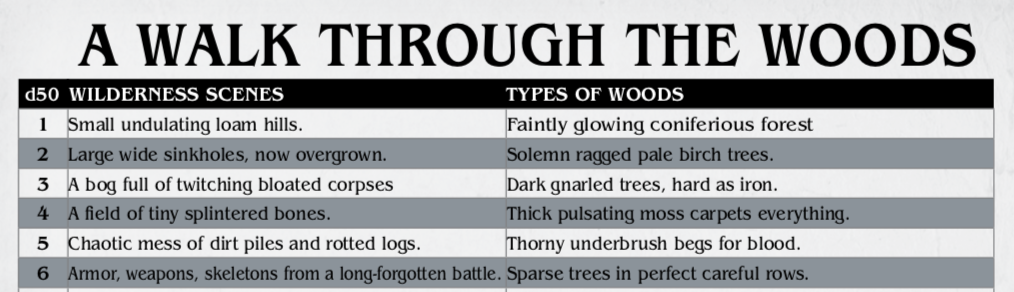 A WALK THROUGH THE WOODS
d50 WILDERNESS SCENES TYPES OF WOODS
1 Small undulating loam hills. Faintly glowing coniferious forest
2 Large wide sinkholes, now overgrown. Solemn ragged pale birch trees.
3 A bog full of twitching bloated corpses Dark gnarled trees, hard as iron.
4 A field of tiny splintered bones. Thick pulsating moss carpets everything.
5 Chaotic mess of dirt piles and rotted logs. Thorny underbrush begs for blood.
6 Armor, weapons, skeletons from a long-forgotten battle. Sparse trees in perfect careful rows.